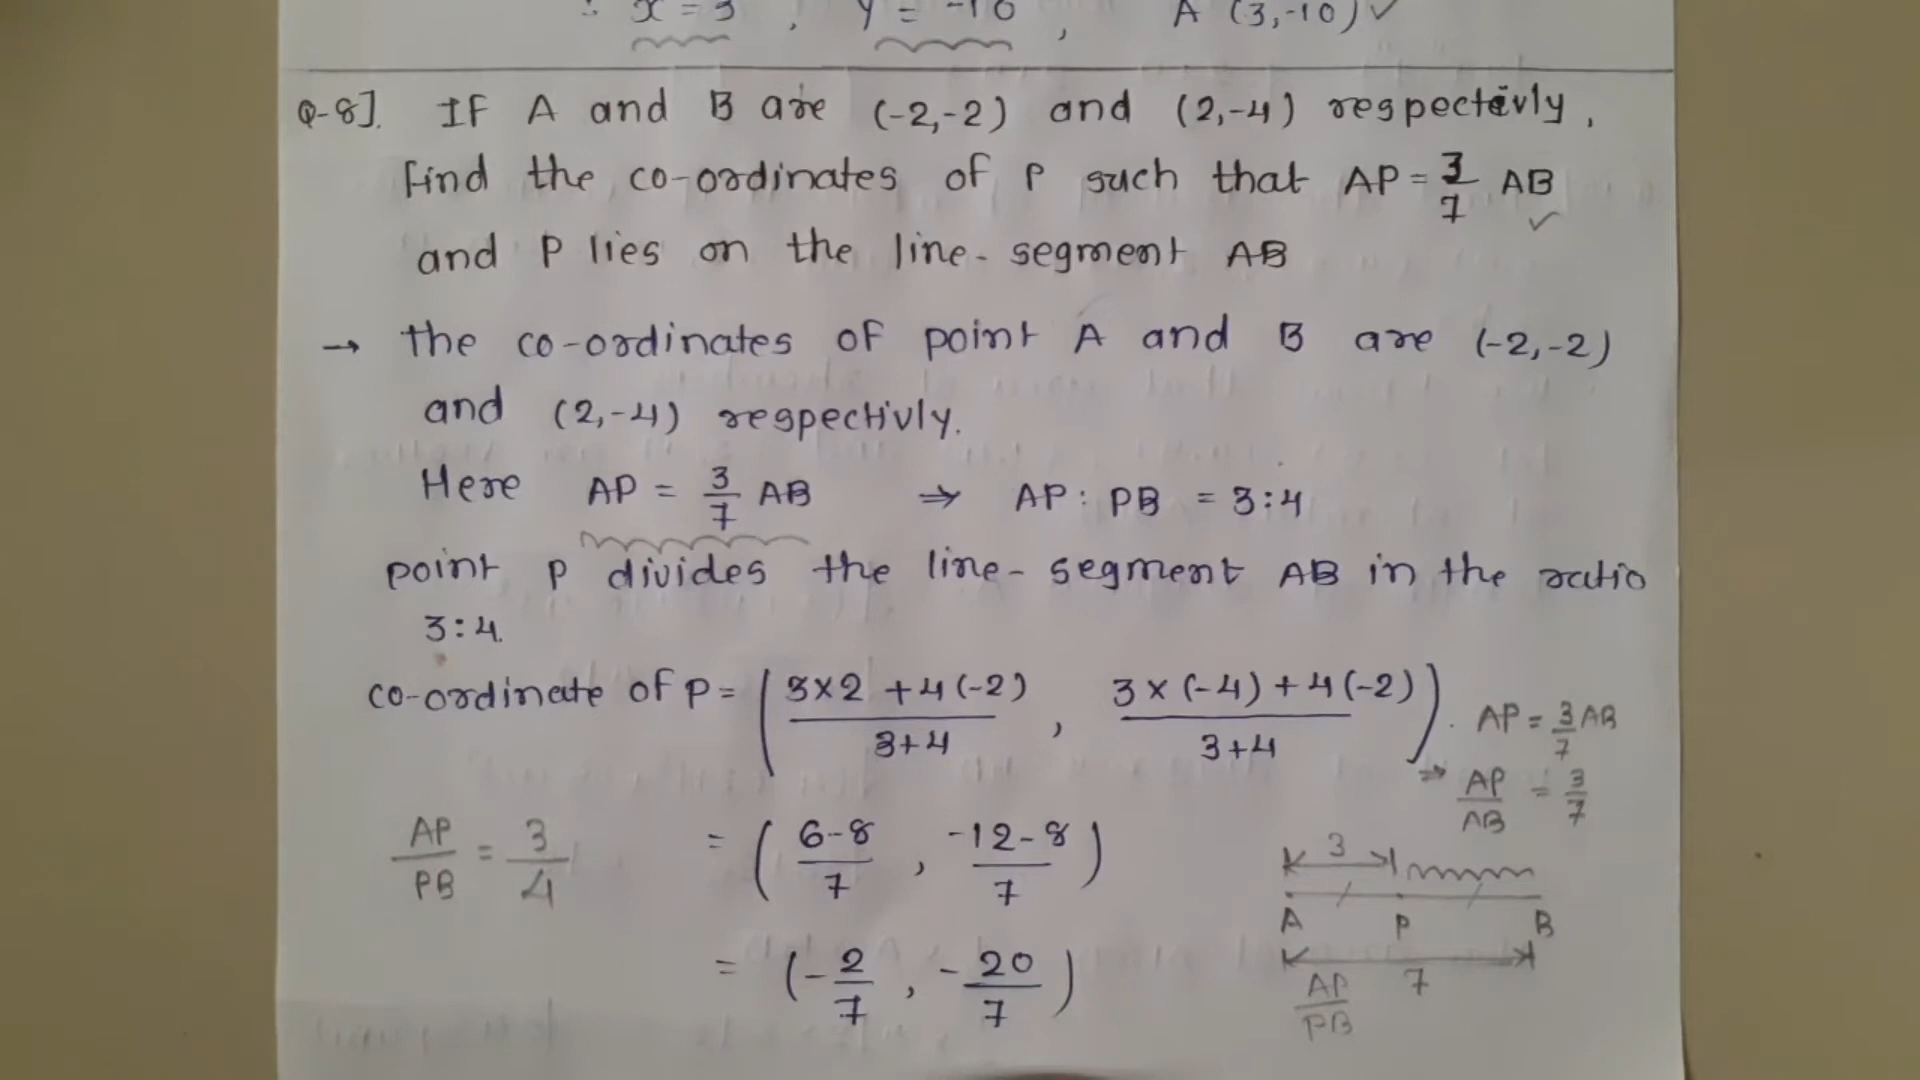 ∴ x = 3 , y = -10 , A (3,-10) ✓
Q-8]. If A and B are (-2,-2) and (2,-4) respectivly,
Find the co-ordinates of P such that AP = 3/7 AB ✓
and P lies on the line-segment AB
→ the co-ordinates of point A and B are (-2,-2)
and (2,-4) respectivly.
Here AP = 3/7 AB ⇒ AP : PB = 3:4
point P divides the line-segment AB in the ratio
3:4.
co-ordinate of P = ( (3×2 + 4(-2))/(3+4) , (3×(-4) + 4(-2))/(3+4) ).
AP = 3/7 AB
⇒ AP/AB = 3/7
AP/PB = 3/4
= ( (6-8)/7 , (-12-8)/7 )
3
A P B
7
= (-2/7 , -20/7)
AP/PB